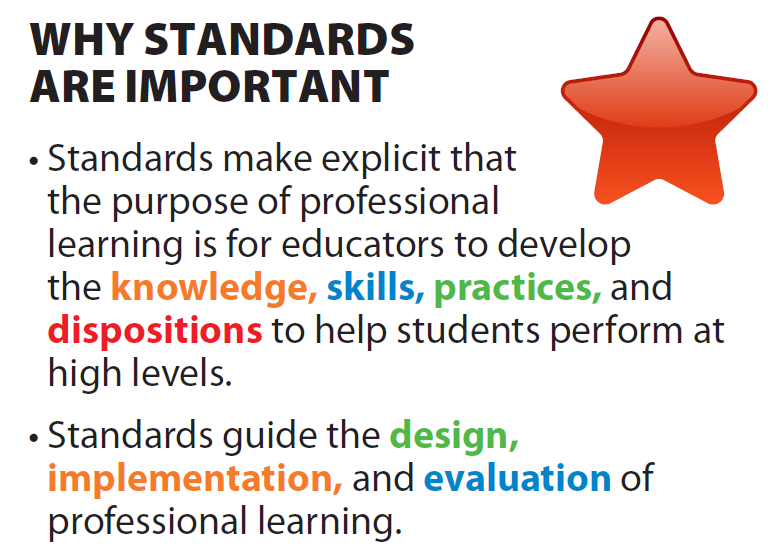 WHY STANDARDS
ARE IMPORTANT
• Standards make explicit that
the purpose of professional
learning is for educators to develop
the knowledge, skills, practices, and
dispositions to help students perform at
high levels.
• Standards guide the design,
implementation, and evaluation of
professional learning.